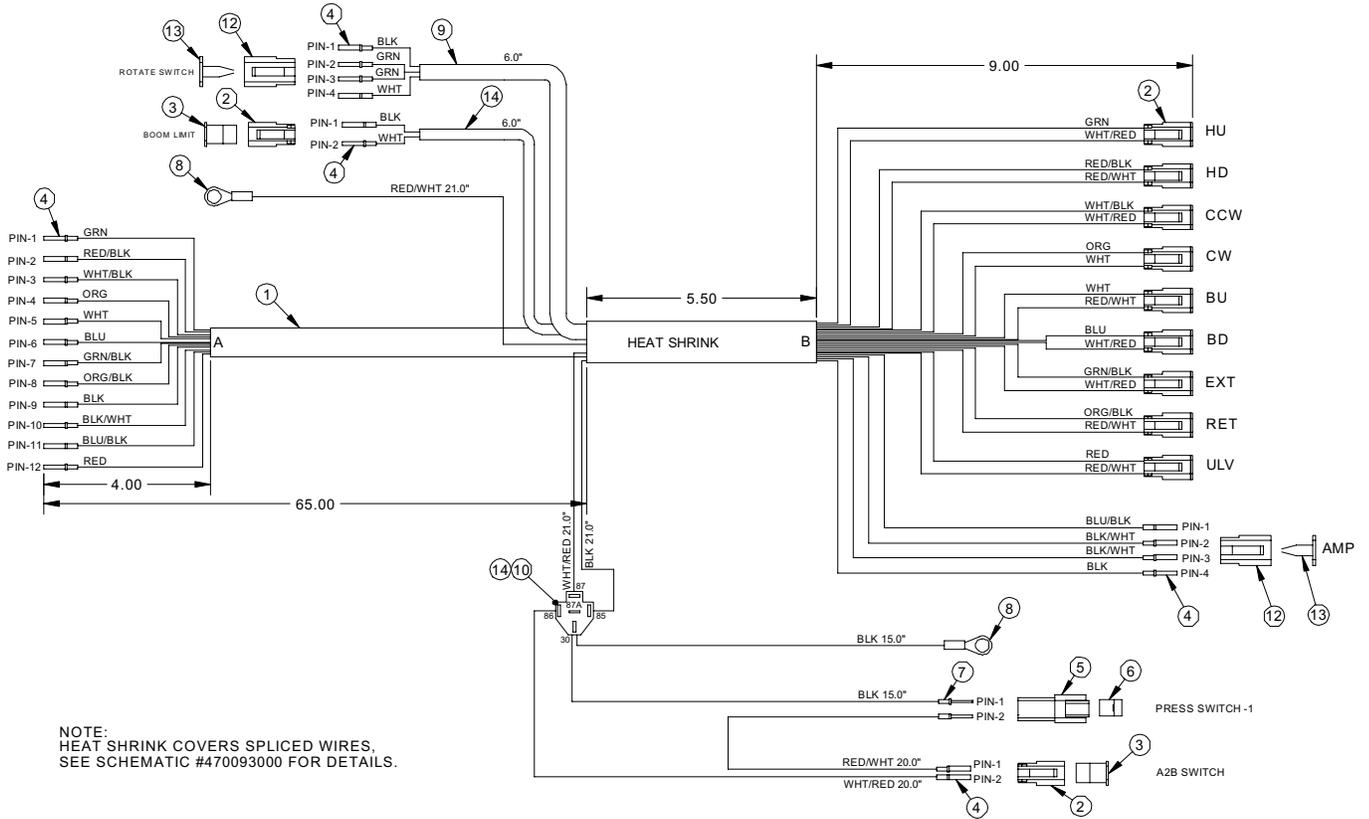 13
12
4
9
PIN-1 BLK
PIN-2 GRN
PIN-3 GRN
PIN-4 WHT
6.0"
ROTATE SWITCH
3
2
14
BOOM LIMIT
PIN-1 BLK
PIN-2 WHT
6.0"
4
8
RED/WHT 21.0"
4
PIN-1 GRN
PIN-2 RED/BLK
PIN-3 WHT/BLK
PIN-4 ORG
PIN-5 WHT
PIN-6 BLU
PIN-7 GRN/BLK
PIN-8 ORG/BLK
PIN-9 BLK
PIN-10 BLK/WHT
PIN-11 BLU/BLK
PIN-12 RED
1
A
4.00
65.00
5.50
HEAT SHRINK
B
9.00
2
GRN
WHT/RED
HU
RED/BLK
RED/WHT
HD
WHT/BLK
WHT/RED
CCW
ORG
WHT
CW
WHT
RED/WHT
BU
BLU
WHT/RED
BD
GRN/BLK
WHT/RED
EXT
ORG/BLK
RED/WHT
RET
RED
RED/WHT
ULV
BLU/BLK PIN-1
BLK/WHT PIN-2
BLK/WHT PIN-3
BLK PIN-4
AMP
4
12
13
WHT/RED 21.0"
BLK 21.0"
14
10
87
87A
86
85
30
BLK 15.0"
8
BLK 15.0"
7
PIN-1
PIN-2
5
6
PRESS SWITCH -1
RED/WHT 20.0" PIN-1
WHT/RED 20.0" PIN-2
4
2
3
A2B SWITCH
NOTE:
HEAT SHRINK COVERS SPLICED WIRES,
SEE SCHEMATIC #470093000 FOR DETAILS.